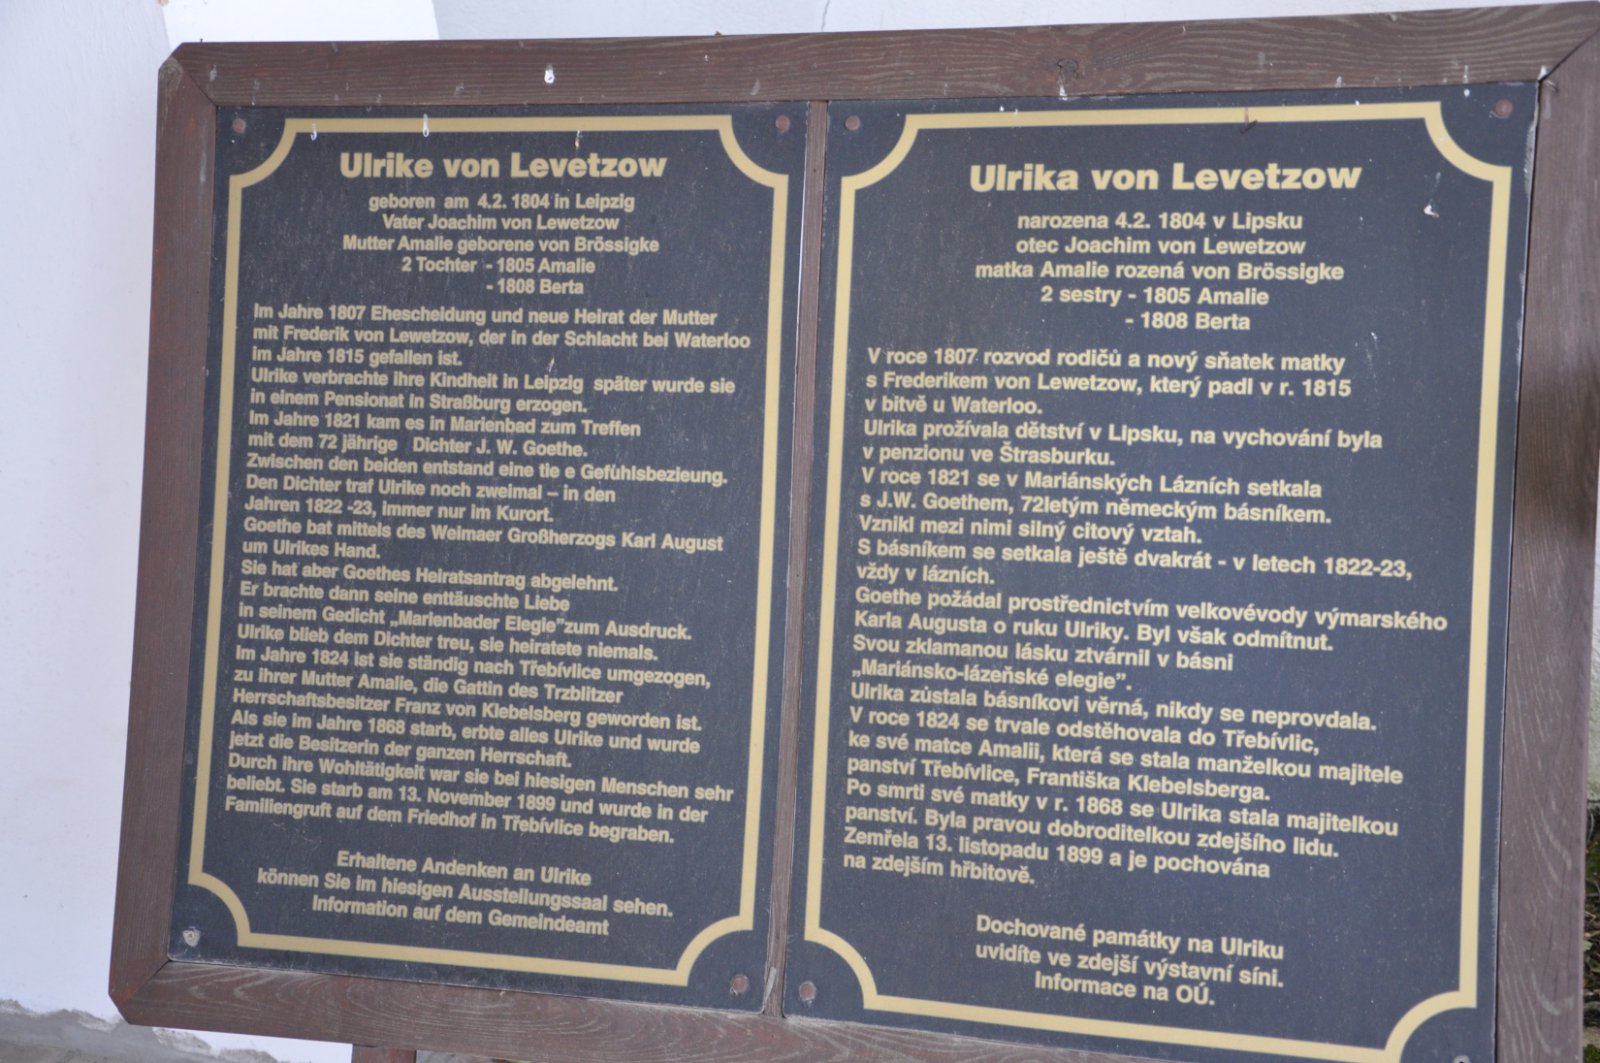 Ulrike von Levetzow
geboren am 4.2. 1804 in Leipzig
Vater Joachim von Lewetzow
Mutter Amalie geborene von Brössigke
2 Tochter - 1805 Amalie
- 1808 Berta
Im Jahre 1807 Ehescheidung und neue Heirat der Mutter
mit Frederik von Lewetzow, der in der Schlacht bei Waterloo
im Jahre 1815 gefallen ist.
Ulrike verbrachte ihre Kindheit in Leipzig später wurde sie
in einem Pensionat in Straßburg erzogen.
Im Jahre 1821 kam es in Marienbad zum Treffen
mit dem 72 jährige Dichter J. W. Goethe.
Zwischen den beiden entstand eine tie e Gefühlsbezieung.
Den Dichter traf Ulrike noch zweimal – in den
Jahren 1822 -23, immer nur im Kurort.
Goethe bat mittels des Weimaer Großherzogs Karl August
um Ulrikes Hand.
Sie hat aber Goethes Heiratsantrag abgelehnt.
Er brachte dann seine enttäuschte Liebe
in seinem Gedicht „Marienbader Elegie" zum Ausdruck.
Ulrike blieb dem Dichter treu, sie heiratete niemals.
Im Jahre 1824 ist sie ständig nach Třebívlice umgezogen,
zu ihrer Mutter Amalie, die Gattin des Trzblitzer
Herrschaftsbesitzer Franz von Klebelsberg geworden ist.
Als sie im Jahre 1868 starb, erbte alles Ulrike und wurde
jetzt die Besitzerin der ganzen Herrschaft.
Durch ihre Wohltätigkeit war sie bei hiesigen Menschen sehr
beliebt. Sie starb am 13. November 1899 und wurde in der
Familiengruft auf dem Friedhof in Třebívlice begraben.
Erhaltene Andenken an Ulrike
können Sie im hiesigen Ausstellungssaal sehen.
Information auf dem Gemeindeamt
Ulrika von Levetzow
narozena 4.2. 1804 v Lipsku
otec Joachim von Lewetzow
matka Amalie rozená von Brössigke
2 sestry - 1805 Amalie
- 1808 Berta
V roce 1807 rozvod rodičů a nový sňatek matky
s Frederikem von Lewetzow, který padl v r. 1815
v bitvě u Waterloo.
Ulrika prožívala dětství v Lipsku, na vychování byla
v penzionu ve Štrasburku.
V roce 1821 se v Mariánských Lázních setkala
s J.W. Goethem, 72letým německým básníkem.
Vznikl mezi nimi silný citový vztah.
S básníkem se setkala ještě dvakrát - v letech 1822-23,
vždy v lázních.
Goethe požádal prostřednictvím velkovévody výmarského
Karla Augusta o ruku Ulriky. Byl však odmítnut.
Svou zklamanou lásku ztvárnil v básni
„Mariánsko-lázeňské elegie".
Ulrika zůstala básníkovi věrná, nikdy se neprovdala.
V roce 1824 se trvale odstěhovala do Třebívlic,
ke své matce Amalii, která se stala manželkou majitele
panství Třebívlice, Františka Klebelsberga.
Po smrti své matky v r. 1868 se Ulrika stala majitelkou
panství. Byla pravou dobroditelkou zdejšího lidu.
Zemřela 13. listopadu 1899 a je pochována
na zdejším hřbitově.
Dochované památky na Ulriku
uvidíte ve zdejší výstavní síni.
Informace na OÚ.